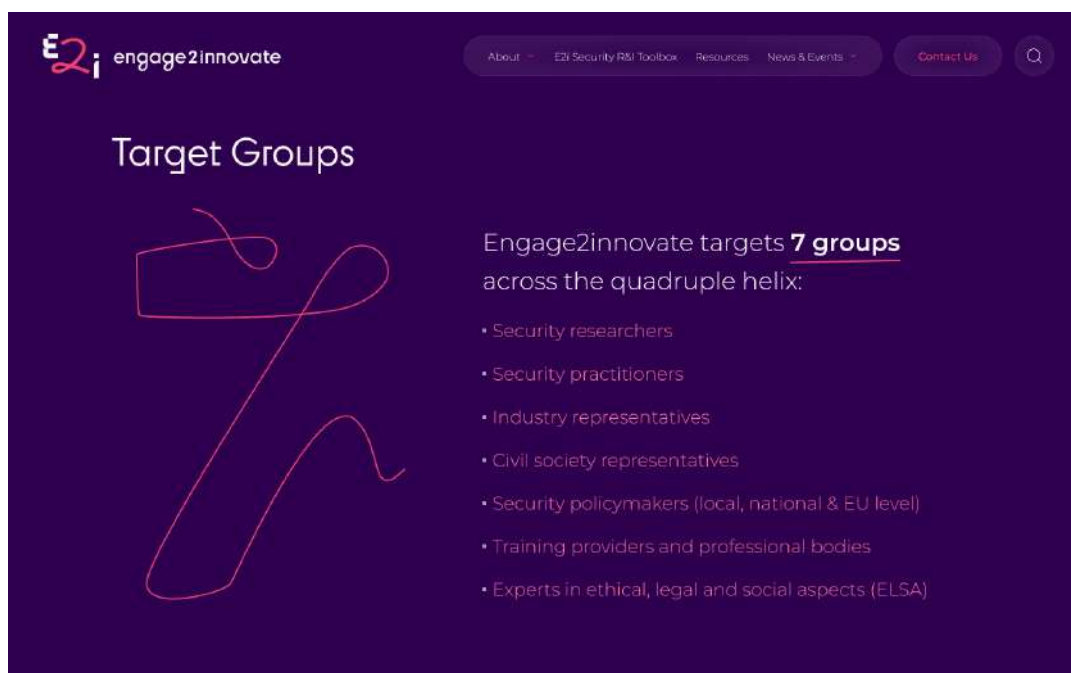 E2i engage2innovate
About E2i Security R&I Toolbox Resources News & Events Contact Us
Target Groups
Engage2innovate targets 7 groups
across the quadruple helix:
• Security researchers
• Security practitioners
• Industry representatives
• Civil society representatives
• Security policymakers (local, national & EU level)
• Training providers and professional bodies
• Experts in ethical, legal and social aspects (ELSA)